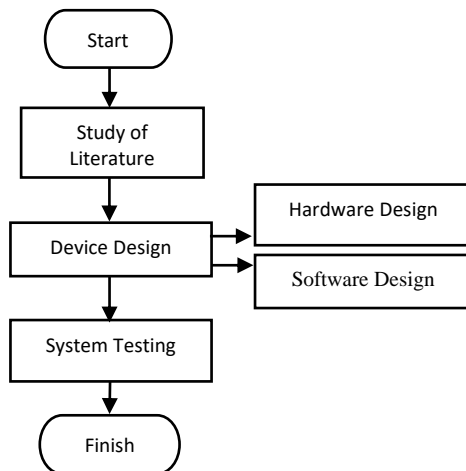 Start
Study of
Literature
Hardware Design
Device Design
Software Design
System Testing
Finish